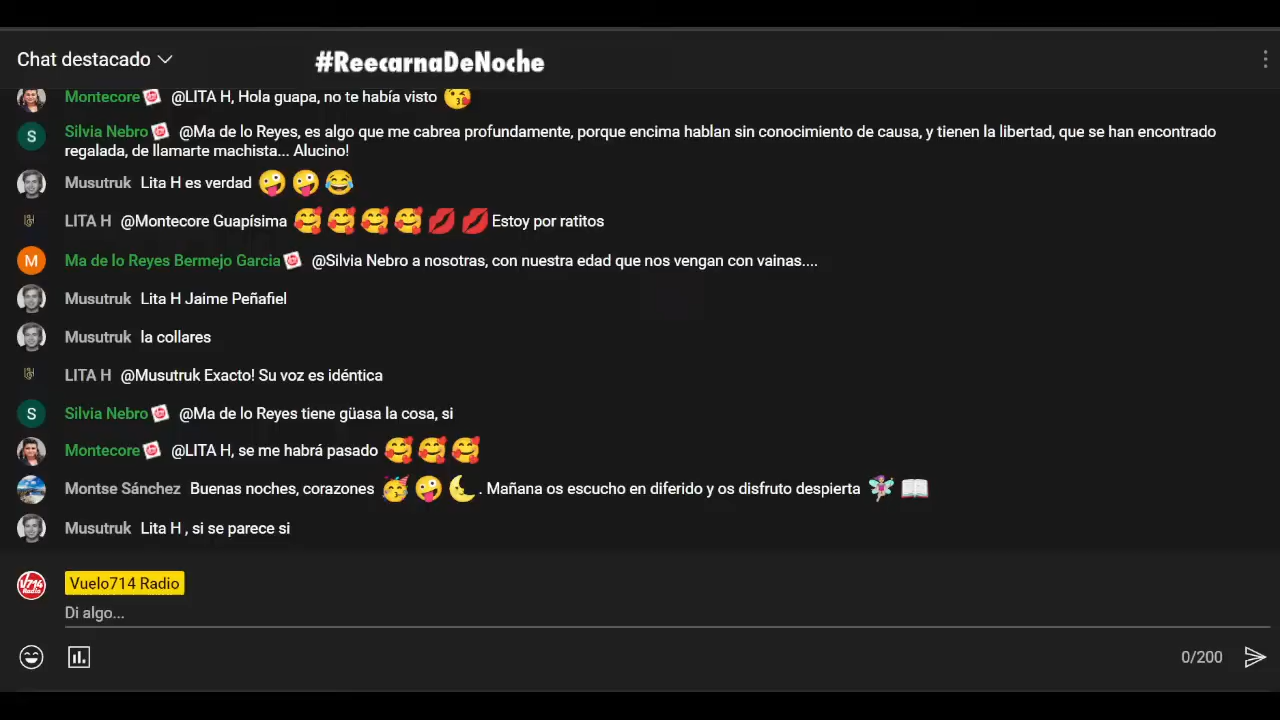 Chat destacado
#ReecarnaDeNoche
Montecore @LITA H, Hola guapa, no te había visto 😘
S Silvia Nebro @Ma de lo Reyes, es algo que me cabrea profundamente, porque encima hablan sin conocimiento de causa, y tienen la libertad, que se han encontrado
regalada, de llamarte machista... Alucino!
Musutruk Lita H es verdad 🤪 🤪 😂
LITA H @Montecore Guapísima 🥰 🥰 🥰 🥰 💋 💋 Estoy por ratitos
M Ma de lo Reyes Bermejo Garcia @Silvia Nebro a nosotras, con nuestra edad que nos vengan con vainas....
Musutruk Lita H Jaime Peñafiel
Musutruk la collares
LITA H @Musutruk Exacto! Su voz es idéntica
S Silvia Nebro @Ma de lo Reyes tiene güasa la cosa, si
Montecore @LITA H, se me habrá pasado 🥰 🥰 🥰
Montse Sánchez Buenas noches, corazones 🥳 🤪 🌜. Mañana os escucho en diferido y os disfruto despierta 🧚 📖
Musutruk Lita H , si se parece si
V714 Radio Vuelo714 Radio
Di algo...
0/200